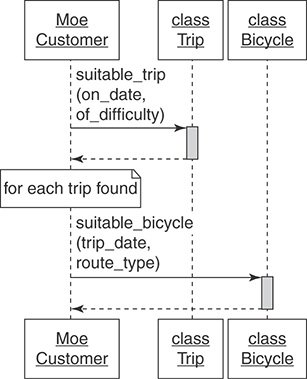 Moe
Customer
class
Trip
class
Bicycle
suitable_trip
(on_date,
of_difficulty)
for each trip found
suitable_bicycle
(trip_date,
route_type)
Moe
Customer
class
Trip
class
Bicycle